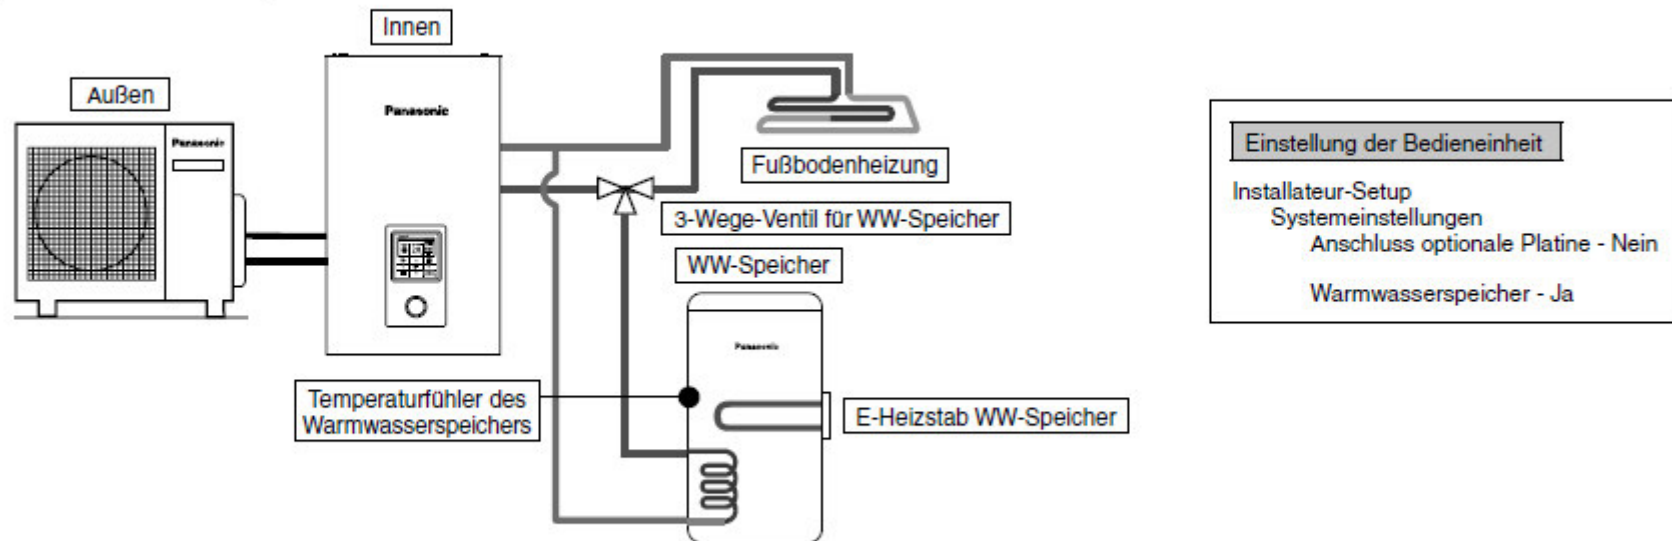 Innen
Außen
Panasonic
Panasonic
Fußbodenheizung
3-Wege-Ventil für WW-Speicher
WW-Speicher
Panasonic
Temperaturfühler des
Warmwasserspeichers
E-Heizstab WW-Speicher
Einstellung der Bedieneinheit
Installateur-Setup
Systemeinstellungen
Anschluss optionale Platine - Nein
Warmwasserspeicher - Ja